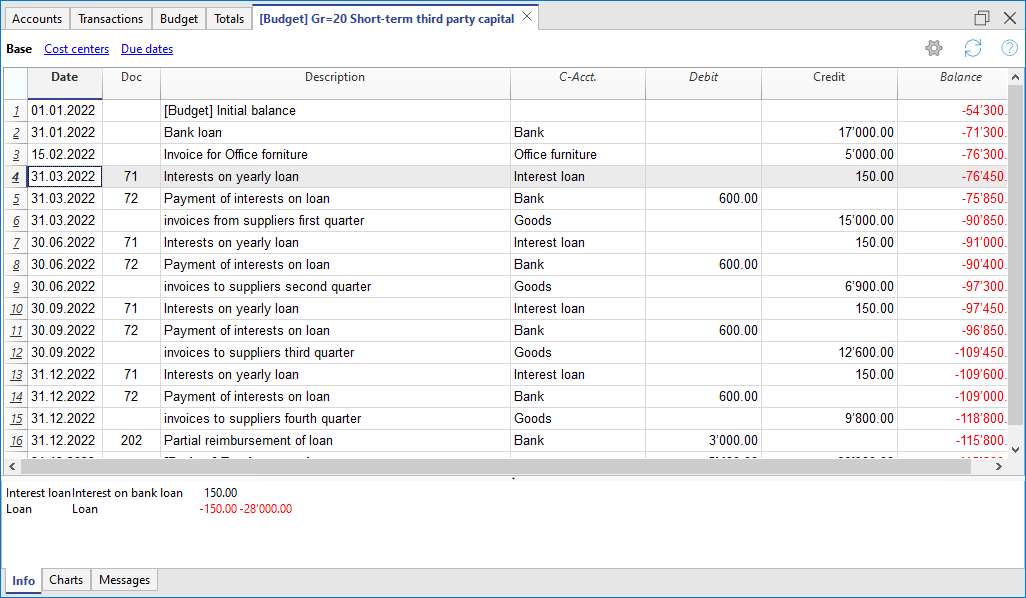 Accounts Transactions Budget Totals [Budget] Gr=20 Short-term third party capital
Base Cost centers Due dates
Date Doc Description C-Acct. Debit Credit Balance
1 01.01.2022 [Budget] Initial balance -54'300.
2 31.01.2022 Bank loan Bank 17'000.00 -71'300.
3 15.02.2022 Invoice for Office forniture Office furniture 5'000.00 -76'300.
4 31.03.2022 71 Interests on yearly loan Interest loan 150.00 -76'450.
5 31.03.2022 72 Payment of interests on loan Bank 600.00 -75'850.
6 31.03.2022 invoices from suppliers first quarter Goods 15'000.00 -90'850.
7 30.06.2022 71 Interests on yearly loan Interest loan 150.00 -91'000.
8 30.06.2022 72 Payment of interests on loan Bank 600.00 -90'400.
9 30.06.2022 invoices to suppliers second quarter Goods 6'900.00 -97'300.
10 30.09.2022 71 Interests on yearly loan Interest loan 150.00 -97'450.
11 30.09.2022 72 Payment of interests on loan Bank 600.00 -96'850.
12 30.09.2022 invoices to suppliers third quarter Goods 12'600.00 -109'450.
13 31.12.2022 71 Interests on yearly loan Interest loan 150.00 -109'600.
14 31.12.2022 72 Payment of interests on loan Bank 600.00 -109'000.
15 31.12.2022 invoices to suppliers fourth quarter Goods 9'800.00 -118'800.
16 31.12.2022 202 Partial reimbursement of loan Bank 3'000.00 -115'800.
Interest loan Interest on bank loan 150.00
Loan Loan -150.00 -28'000.00
Info Charts Messages